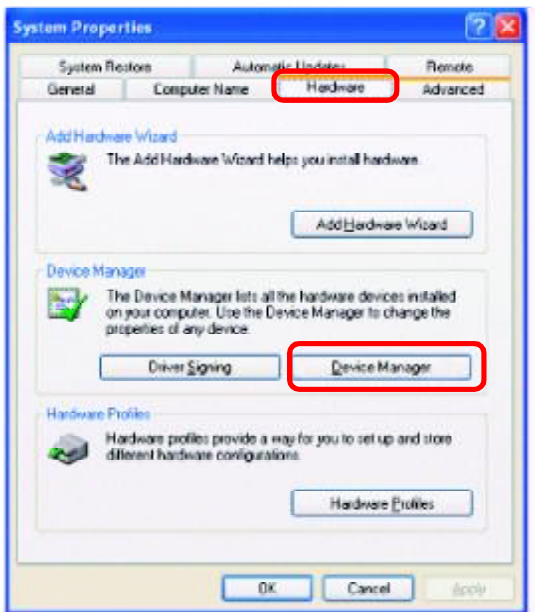 System Properties
System Restore Automatic Updates Remote
General Computer Name Hardware Advanced
Add Hardware Wizard
The Add Hardware Wizard helps you install hardware.
Add Hardware Wizard
Device Manager
The Device Manager lists all the hardware devices installed
on your computer. Use the Device Manager to change the
properties of any device.
Driver Signing Device Manager
Hardware Profiles
Hardware profiles provide a way for you to set up and store
different hardware configurations.
Hardware Profiles
OK Cancel Apply